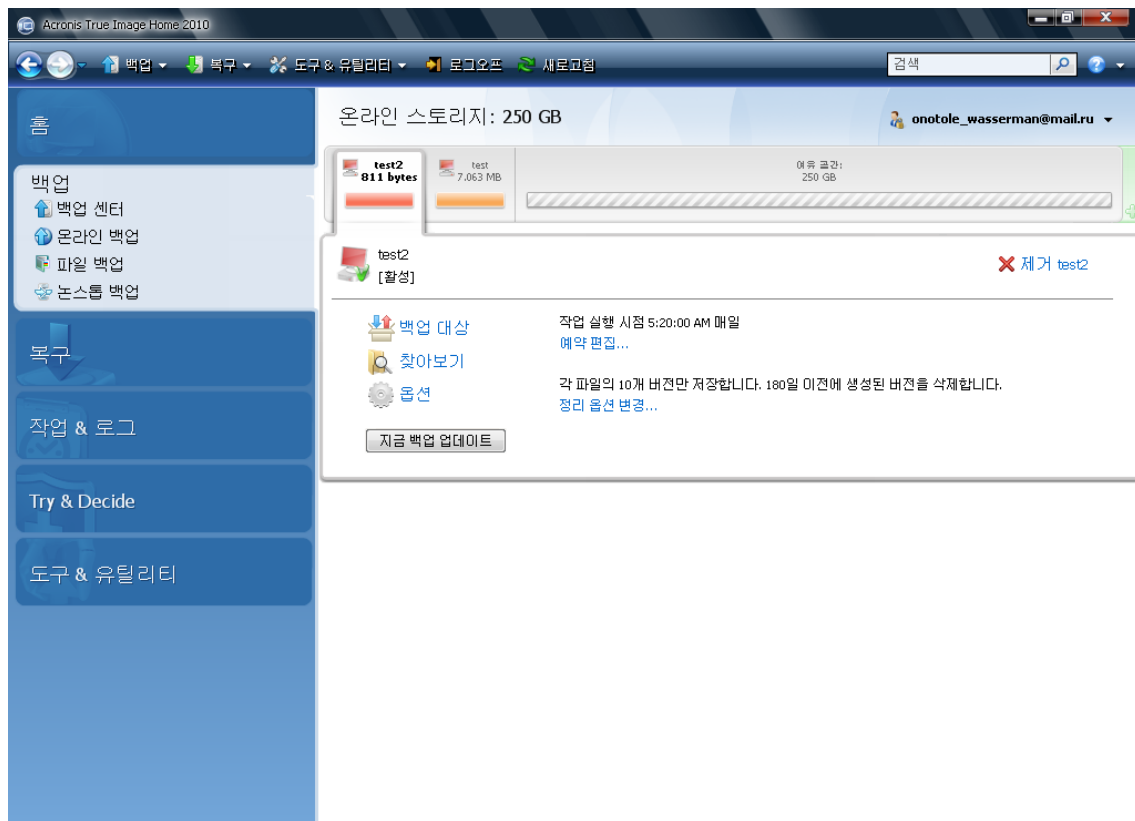 Acronis True Image Home 2010
백업 복구 도구 & 유틸리티 로그오프 새로고침 검색
홈
백업
백업 센터
온라인 백업
파일 백업
논스톱 백업
복구
작업 & 로그
Try & Decide
도구 & 유틸리티
온라인 스토리지: 250 GB
onotole_wasserman@mail.ru
test2
811 bytes
test
7.063 MB
여유 공간:
250 GB
test2
[활성]
제거 test2
백업 대상
찾아보기
옵션
작업 실행 시점 5:20:00 AM 매일
예약 편집...
각 파일의 10개 버전만 저장합니다. 180일 이전에 생성된 버전을 삭제합니다.
정리 옵션 변경...
지금 백업 업데이트